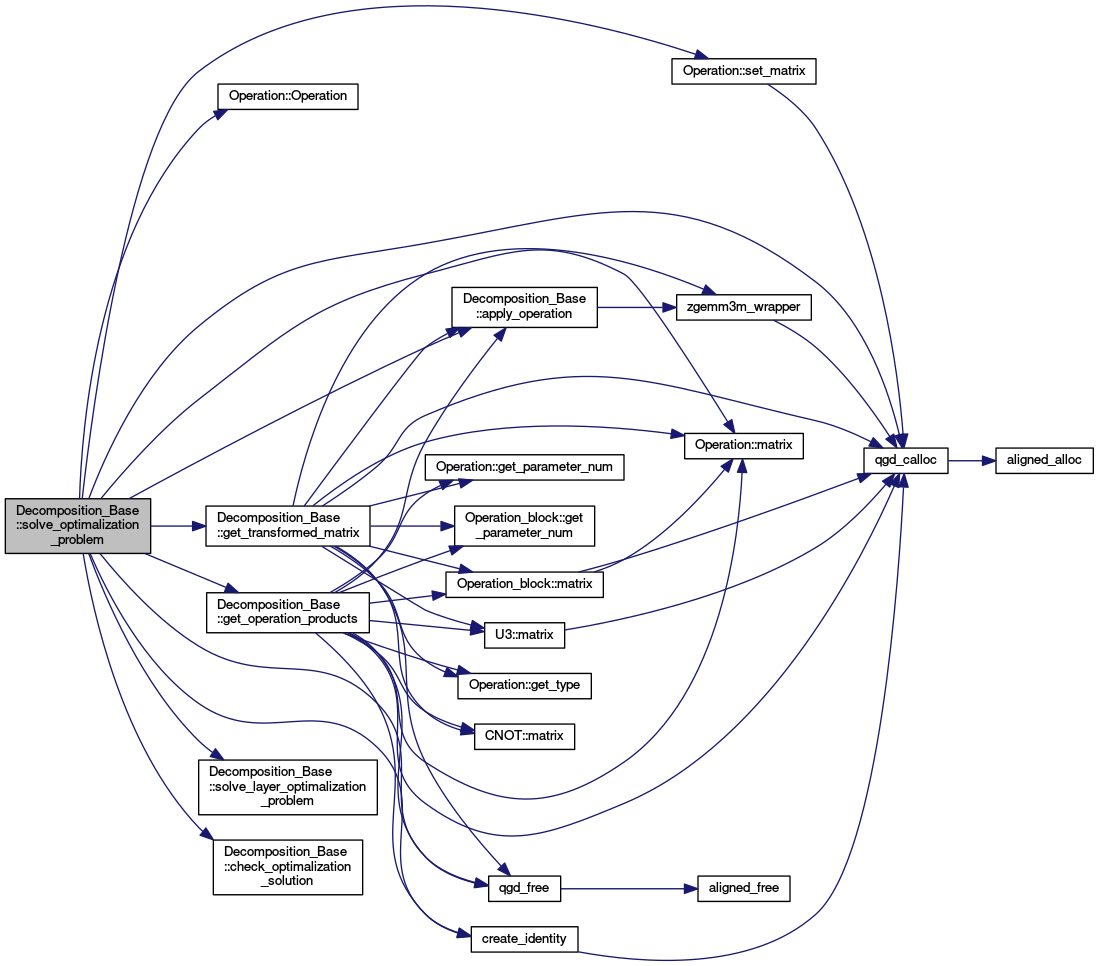 Operation::set_matrix
Operation::Operation
Decomposition_Base
::apply_operation
zgemm3m_wrapper
Operation::matrix
qgd_calloc
aligned_alloc
Operation::get_parameter_num
Decomposition_Base
::solve_optimalization
_problem
Decomposition_Base
::get_transformed_matrix
Operation_block::get
_parameter_num
Operation_block::matrix
Decomposition_Base
::get_operation_products
U3::matrix
Operation::get_type
CNOT::matrix
Decomposition_Base
::solve_layer_optimalization
_problem
Decomposition_Base
::check_optimalization
_solution
qgd_free
aligned_free
create_identity